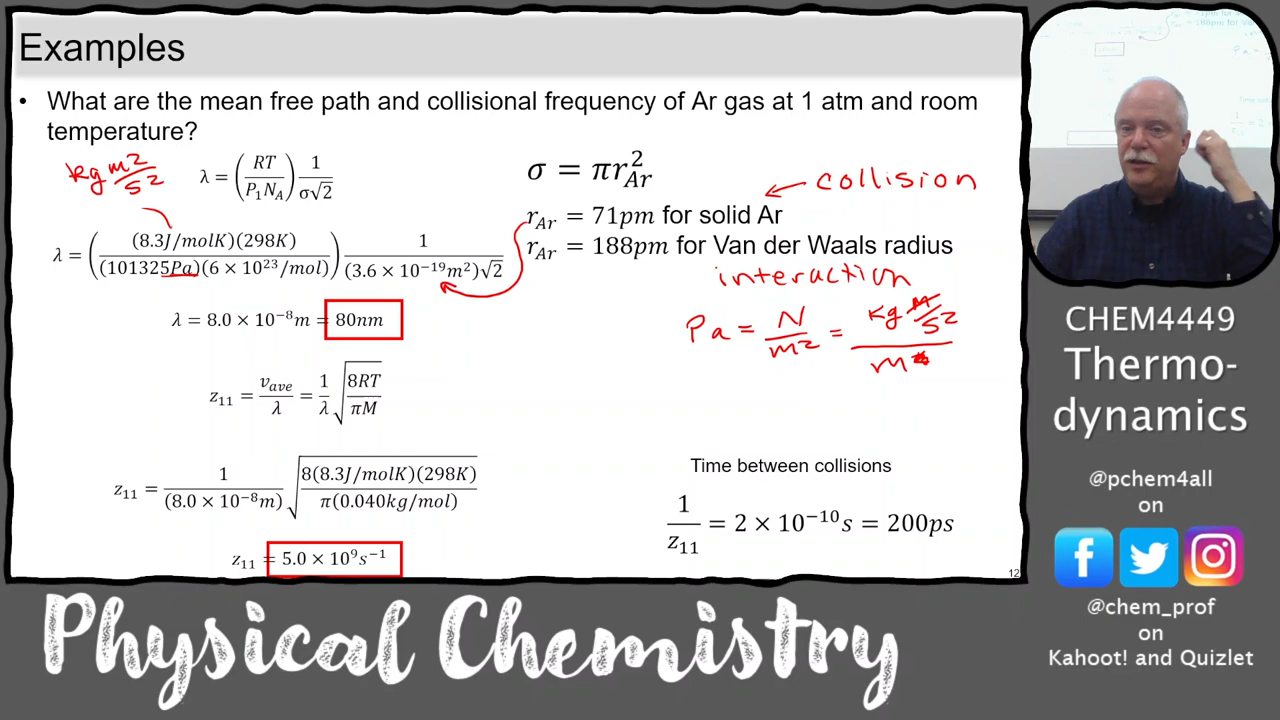 Examples
• What are the mean free path and collisional frequency of Ar gas at 1 atm and room
temperature?
kg m2/s2
λ = (RT/P₁N_A) 1/σ√2
λ = ((8.3J/molK)(298K)/(101325Pa)(6 × 10²³/mol)) 1/(3.6 × 10⁻¹⁹m²)√2
λ = 8.0 × 10⁻⁸m = 80nm
z₁₁ = v_ave/λ = 1/λ √(8RT/πM)
z₁₁ = 1/(8.0 × 10⁻⁸m) √(8(8.3J/molK)(298K)/π(0.040kg/mol))
z₁₁ = 5.0 × 10⁹s⁻¹
σ = πr²_Ar
collision
r_Ar = 71pm for solid Ar
r_Ar = 188pm for Van der Waals radius
interaction
Pa = N/m2 = kg m/s2/m
Time between collisions
1/z₁₁ = 2 × 10⁻¹⁰s = 200ps
12
CHEM4449
Thermo-
dynamics
@pchem4all
on
@chem_prof
on
Kahoot! and Quizlet
Physical Chemistry